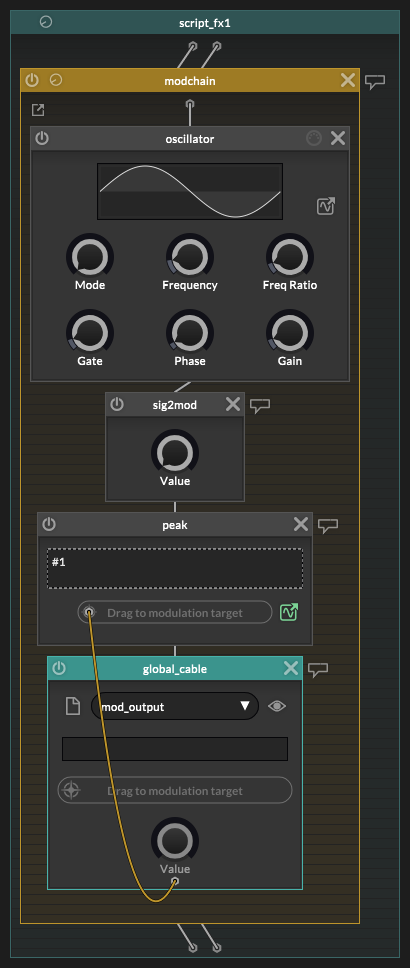 script_fx1
modchain
oscillator
Mode
Frequency
Freq Ratio
Gate
Phase
Gain
sig2mod
Value
peak
#1
Drag to modulation target
global_cable
mod_output
Drag to modulation target
Value